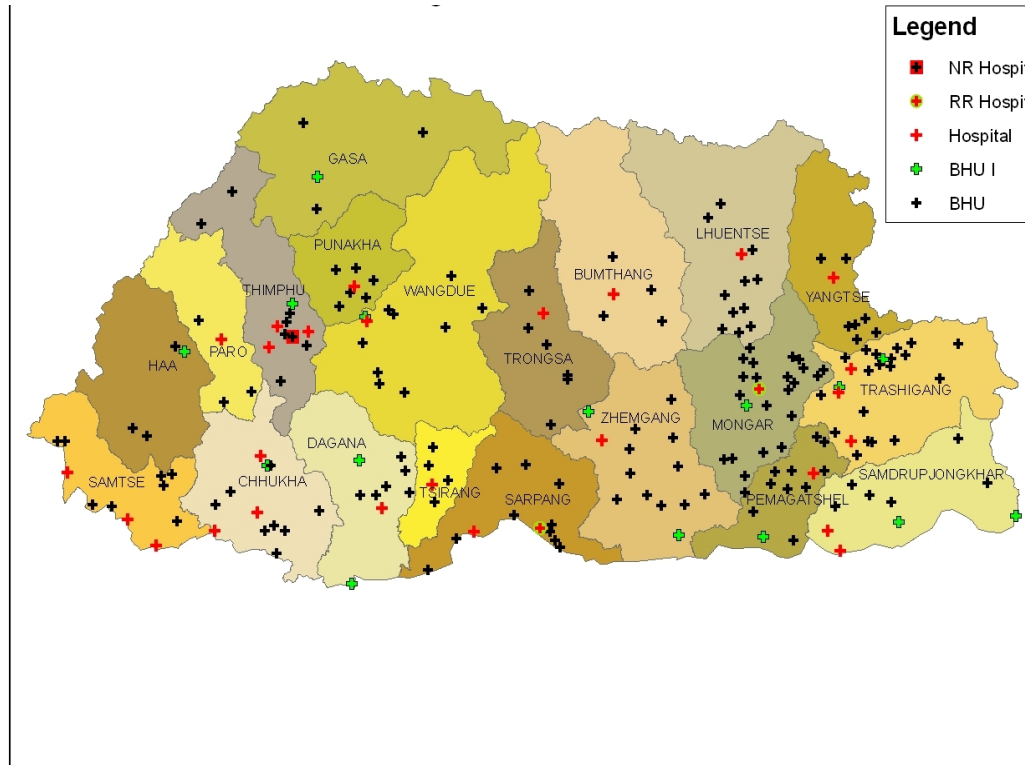 Legend
NR Hospit
RR Hospit
Hospital
BHU I
BHU
GASA
PUNAKHA
LHUENTSE
THIMPHU
WANGDUE
BUMTHANG
YANGTSE
HAA
PARO
TRONGSA
TRASHIGANG
ZHEMGANG
MONGAR
DAGANA
SAMTSE
CHHUKHA
TSIRANG
SARPANG
PEMAGATSHEL
SAMDRUPJONGKHAR